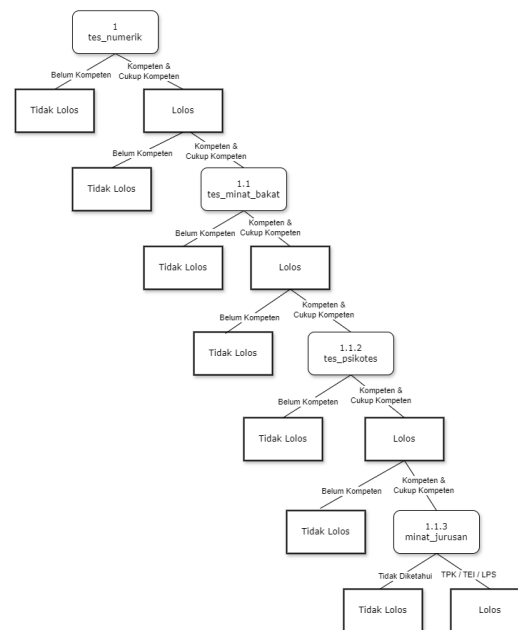 1
tes_numerik
Belum Kompeten
Kompeten &
Cukup Kompeten
Tidak Lolos
Lolos
Belum Kompeten
Kompeten &
Cukup Kompeten
Tidak Lolos
1.1
tes_minat_bakat
Belum Kompeten
Kompeten &
Cukup Kompeten
Tidak Lolos
Lolos
Belum Kompeten
Kompeten &
Cukup Kompeten
Tidak Lolos
1.1.2
tes_psikotes
Belum Kompeten
Kompeten &
Cukup Kompeten
Tidak Lolos
Lolos
Belum Kompeten
Kompeten &
Cukup Kompeten
Tidak Lolos
1.1.3
minat_jurusan
Tidak Diketahui
TPK / TEI / LPS
Tidak Lolos
Lolos